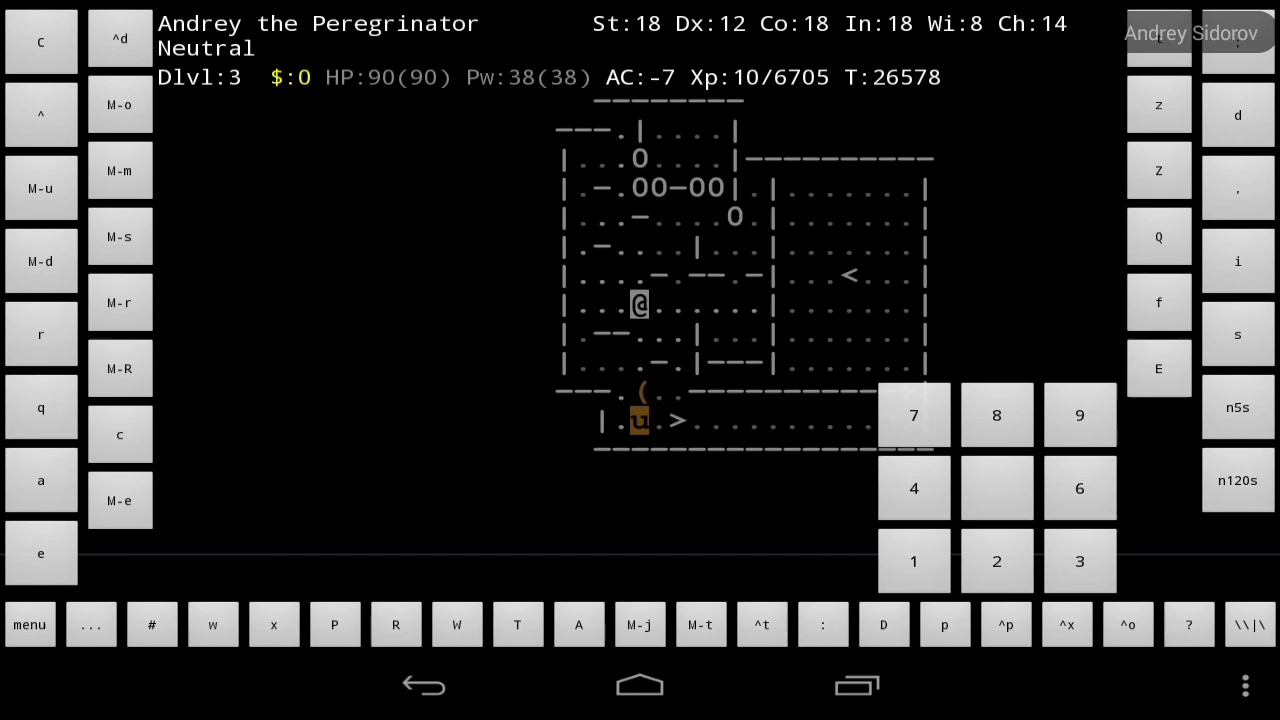 Andrey the Peregrinator St:18 Dx:12 Co:18 In:18 Wi:8 Ch:14
Neutral
Dlvl:3 $:0 HP:90(90) Pw:38(38) AC:-7 Xp:10/6705 T:26578
Andrey Sidorov
c ^d
^ M-o
M-u M-m
M-d M-s
r M-r
q M-R
a c
e M-e
z d
Z ,
Q i
f s
E n5s
n120s
7 8 9
4 6
1 2 3
menu ... # w x P R W T A M-j M-t ^t : D p ^p ^x ^o ? \\|\